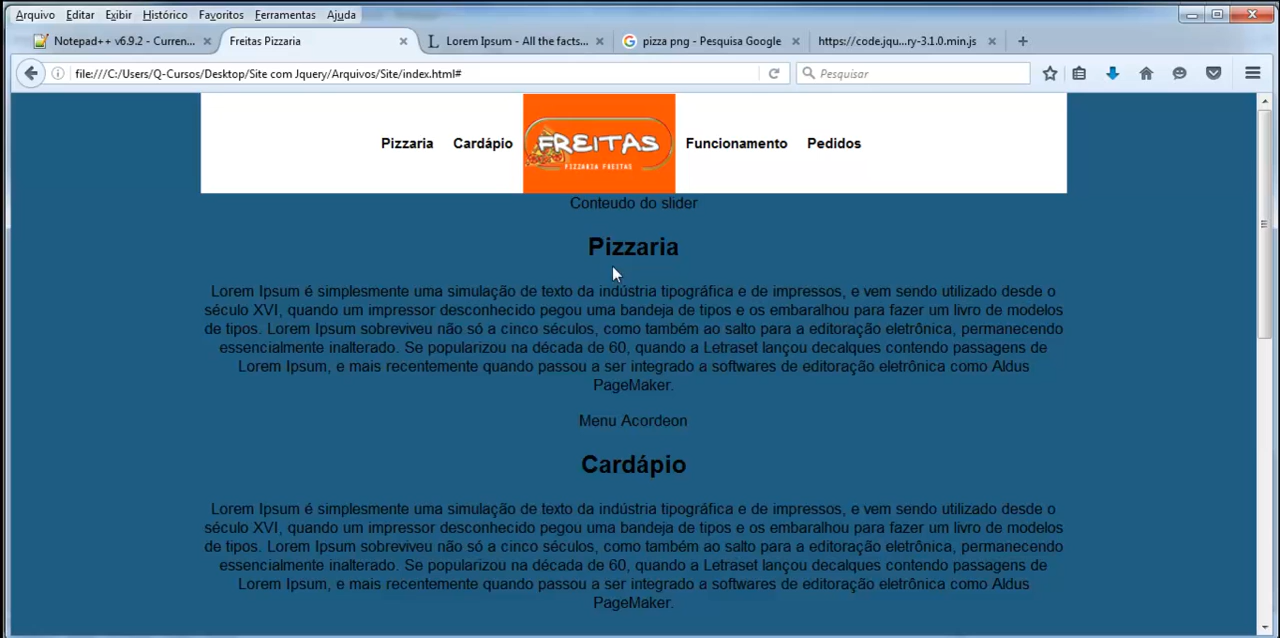 Arquivo Editar Exibir Histórico Favoritos Ferramentas Ajuda
Notepad++ v6.9.2 - Curren... Freitas Pizzaria Lorem Ipsum - All the facts... pizza png - Pesquisa Google https://code.jqu...ry-3.1.0.min.js
file:///C:/Users/Q-Cursos/Desktop/Site com Jquery/Arquivos/Site/index.html# Pesquisar
Pizzaria Cardápio FREITAS Funcionamento Pedidos
PIZZARIA FREITAS
Conteudo do slider
Pizzaria
Lorem Ipsum é simplesmente uma simulação de texto da indústria tipográfica e de impressos, e vem sendo utilizado desde o
século XVI, quando um impressor desconhecido pegou uma bandeja de tipos e os embaralhou para fazer um livro de modelos
de tipos. Lorem Ipsum sobreviveu não só a cinco séculos, como também ao salto para a editoração eletrônica, permanecendo
essencialmente inalterado. Se popularizou na década de 60, quando a Letraset lançou decalques contendo passagens de
Lorem Ipsum, e mais recentemente quando passou a ser integrado a softwares de editoração eletrônica como Aldus
PageMaker.
Menu Acordeon
Cardápio
Lorem Ipsum é simplesmente uma simulação de texto da indústria tipográfica e de impressos, e vem sendo utilizado desde o
século XVI, quando um impressor desconhecido pegou uma bandeja de tipos e os embaralhou para fazer um livro de modelos
de tipos. Lorem Ipsum sobreviveu não só a cinco séculos, como também ao salto para a editoração eletrônica, permanecendo
essencialmente inalterado. Se popularizou na década de 60, quando a Letraset lançou decalques contendo passagens de
Lorem Ipsum, e mais recentemente quando passou a ser integrado a softwares de editoração eletrônica como Aldus
PageMaker.